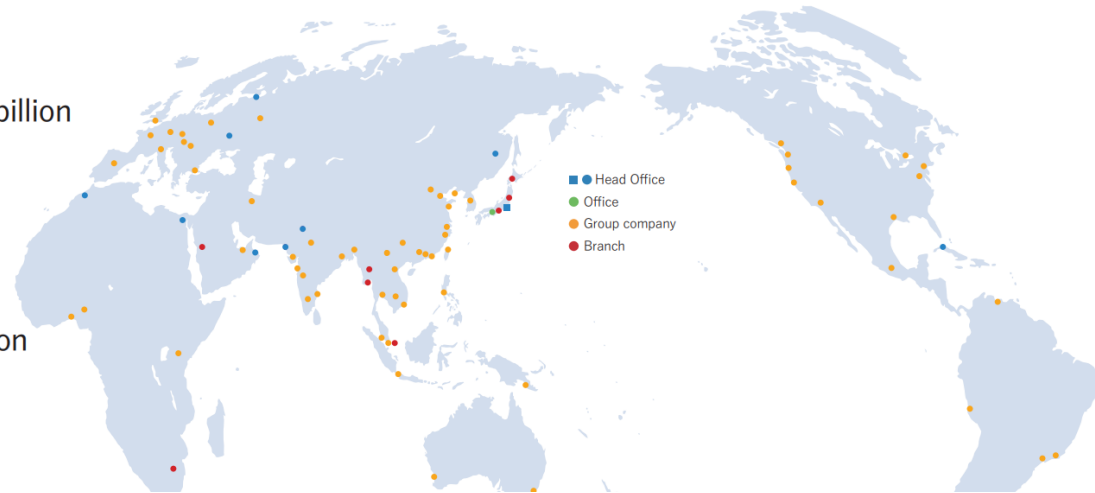 billion
Head Office
Office
Group company
Branch
on